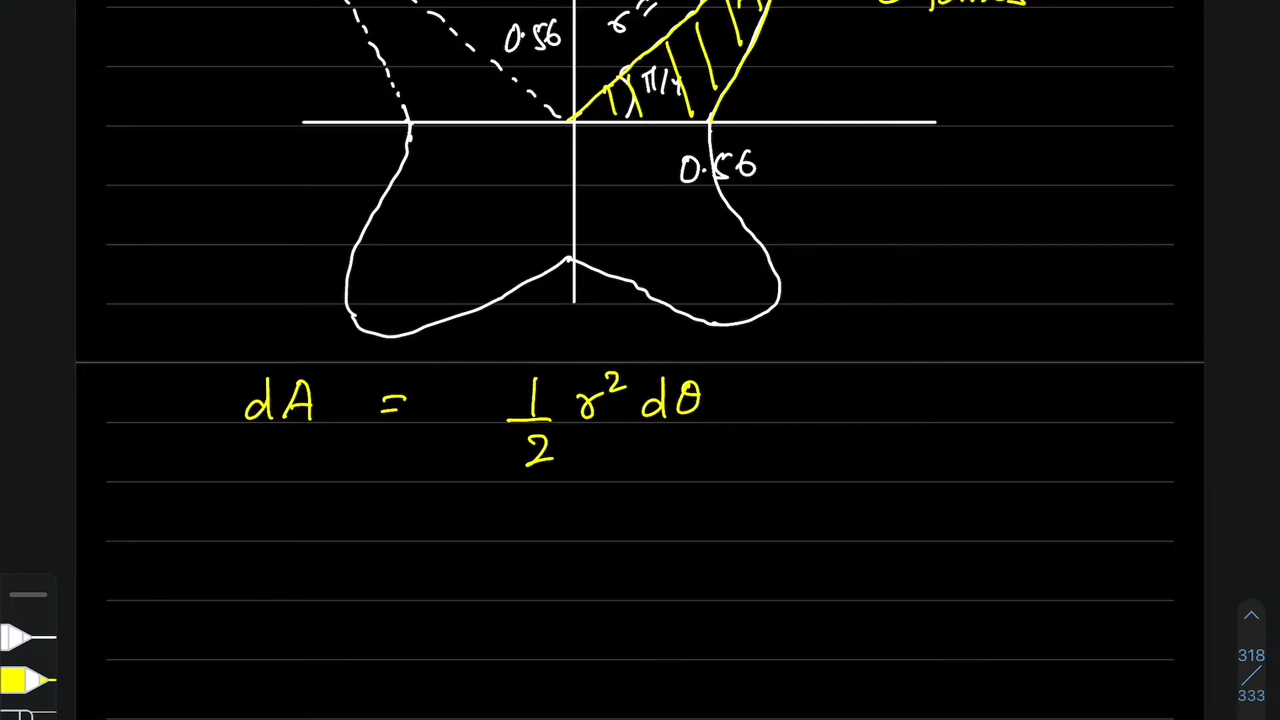 0.56 r =
π/4
0.56
dA = 1/2 r² dθ
318
/
333